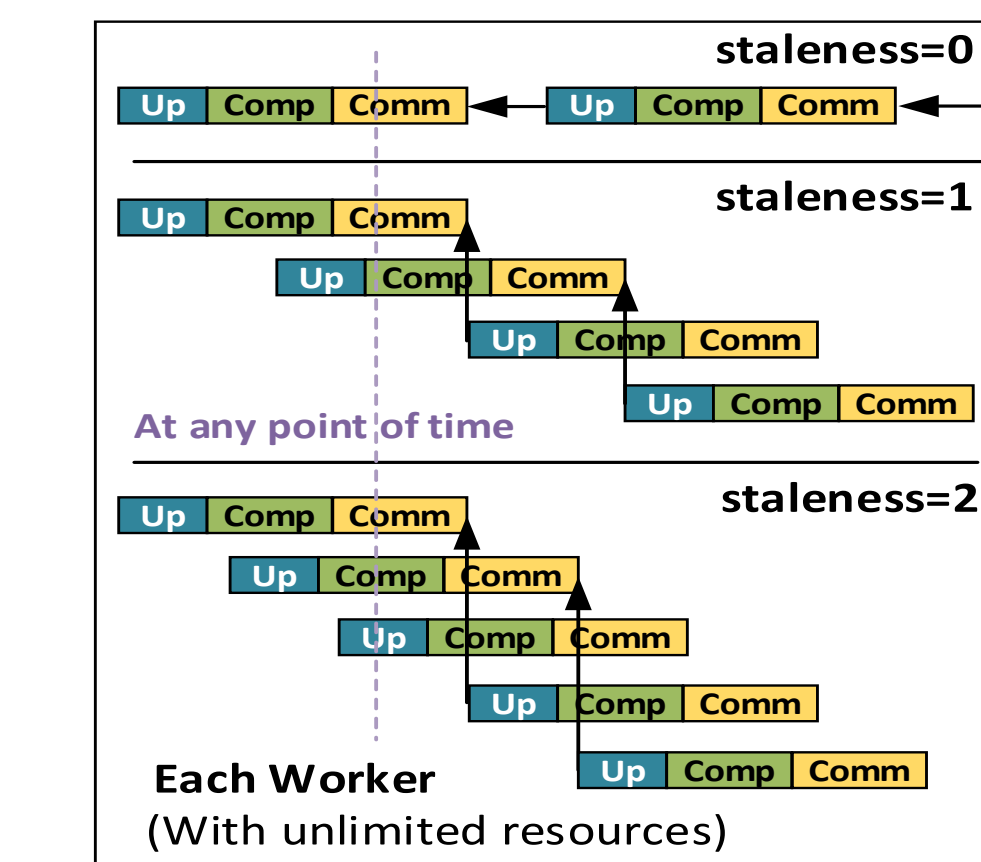 staleness=0
Up Comp Comm Up Comp Comm
staleness=1
Up Comp Comm
Up Comp Comm
Up Comp Comm
Up Comp Comm
At any point of time
staleness=2
Up Comp Comm
Up Comp Comm
Up Comp Comm
Up Comp Comm
Up Comp Comm
Each Worker
(With unlimited resources)